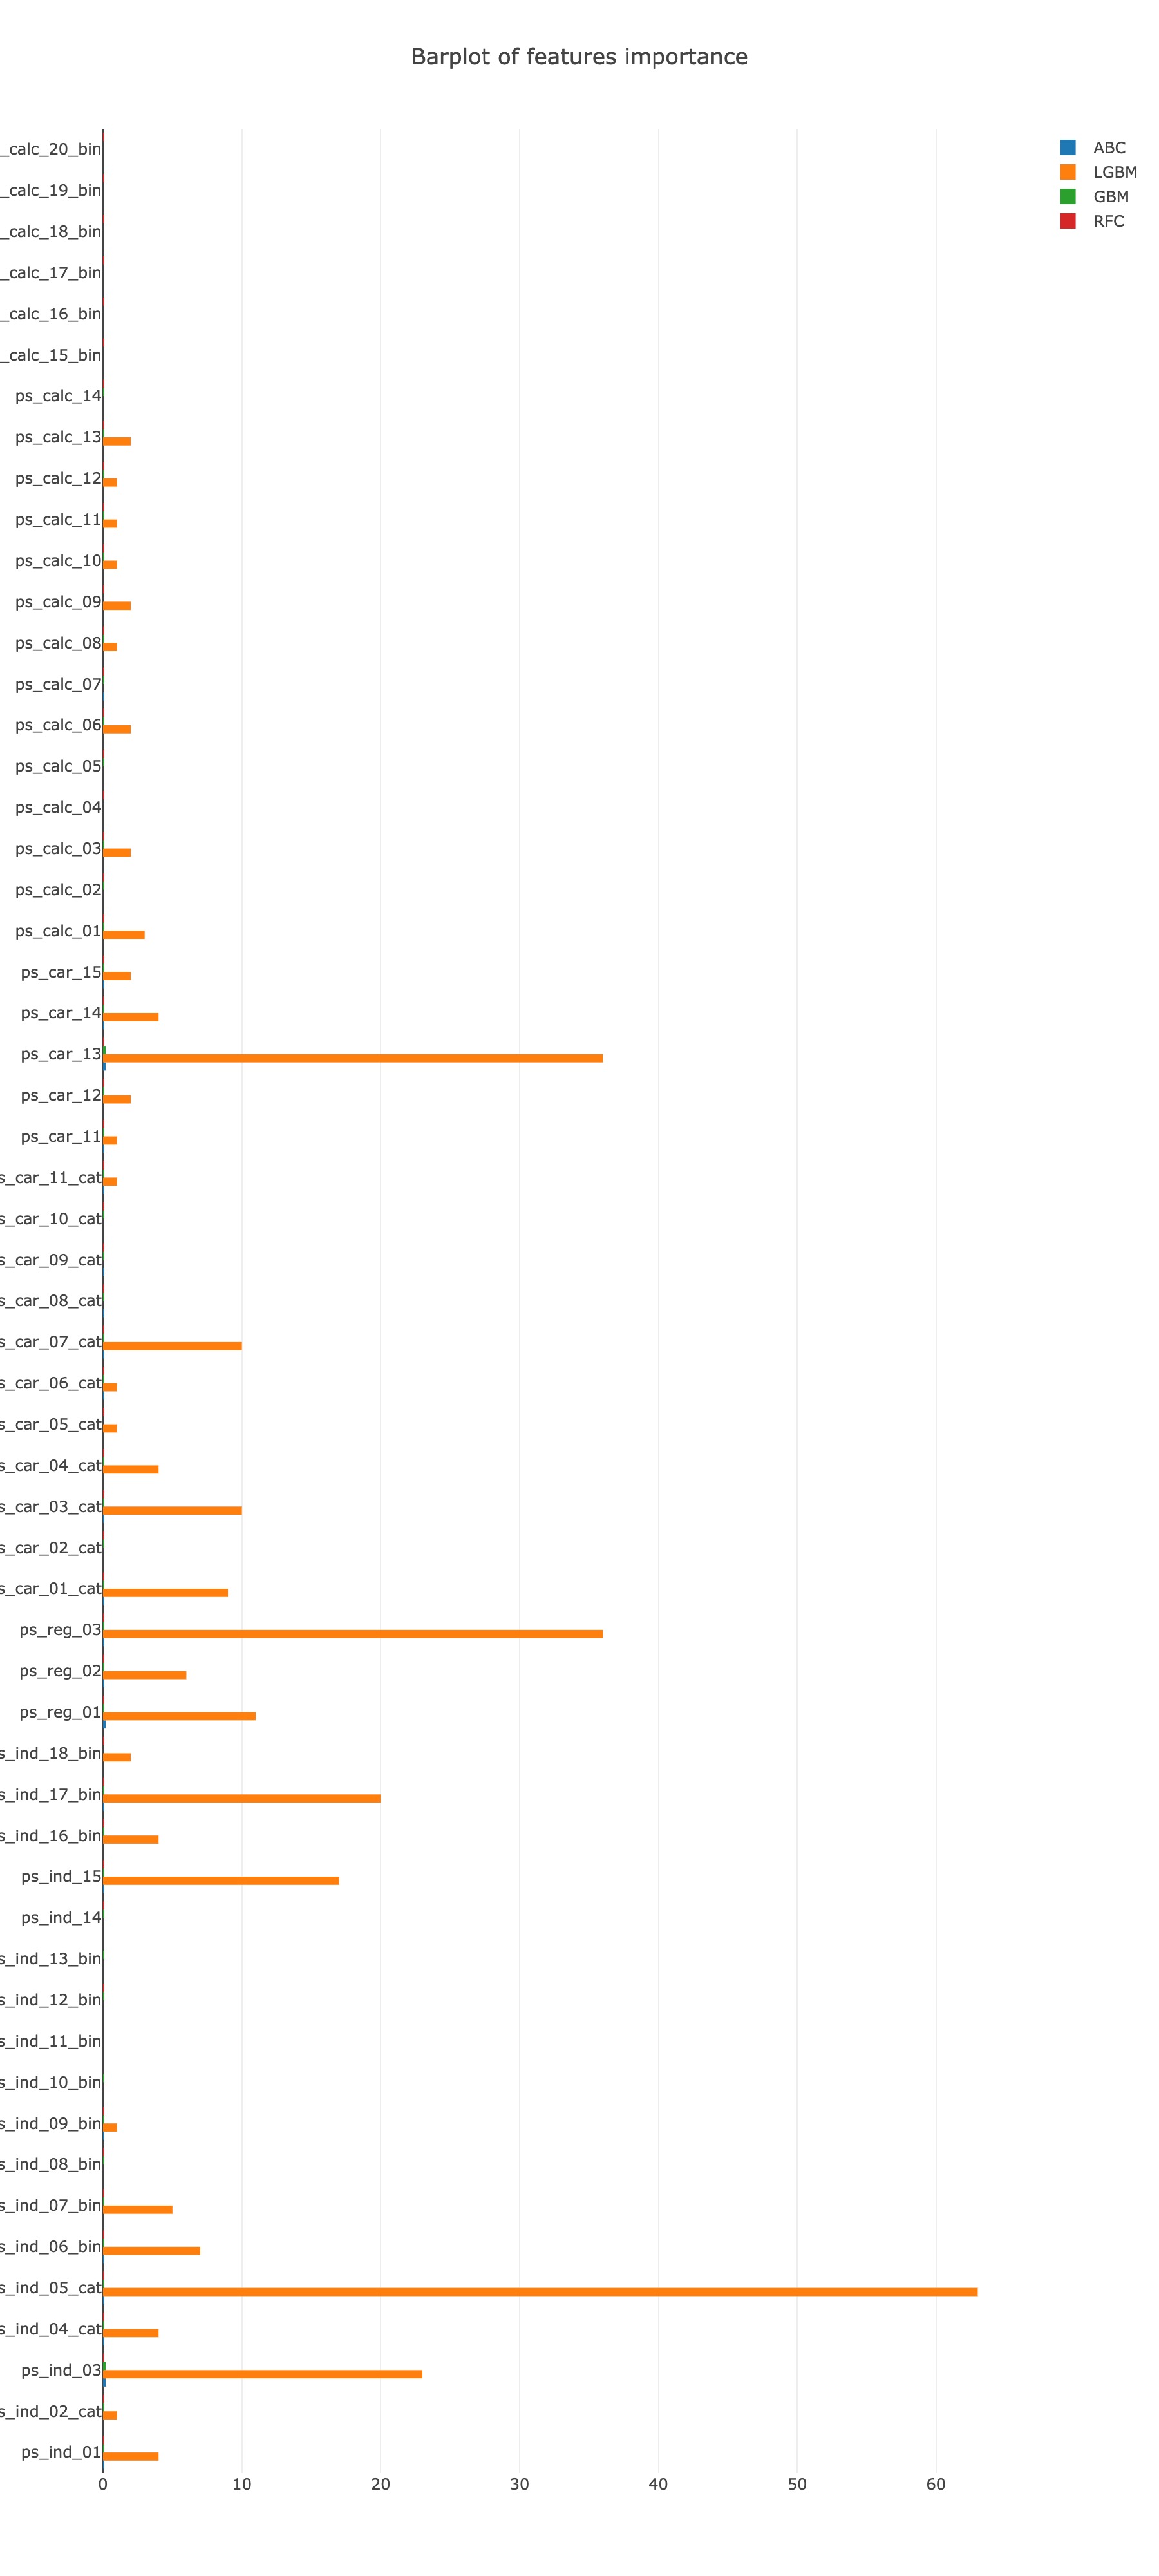 Barplot of features importance
ABC
LGBM
GBM
RFC
_calc_20_bin
_calc_19_bin
_calc_18_bin
_calc_17_bin
_calc_16_bin
_calc_15_bin
ps_calc_14
ps_calc_13
ps_calc_12
ps_calc_11
ps_calc_10
ps_calc_09
ps_calc_08
ps_calc_07
ps_calc_06
ps_calc_05
ps_calc_04
ps_calc_03
ps_calc_02
ps_calc_01
ps_car_15
ps_car_14
ps_car_13
ps_car_12
ps_car_11
s_car_11_cat
s_car_10_cat
s_car_09_cat
s_car_08_cat
s_car_07_cat
s_car_06_cat
s_car_05_cat
s_car_04_cat
s_car_03_cat
s_car_02_cat
s_car_01_cat
ps_reg_03
ps_reg_02
ps_reg_01
s_ind_18_bin
s_ind_17_bin
s_ind_16_bin
ps_ind_15
ps_ind_14
s_ind_13_bin
s_ind_12_bin
s_ind_11_bin
s_ind_10_bin
s_ind_09_bin
s_ind_08_bin
s_ind_07_bin
s_ind_06_bin
s_ind_05_cat
s_ind_04_cat
ps_ind_03
s_ind_02_cat
ps_ind_01
0 10 20 30 40 50 60